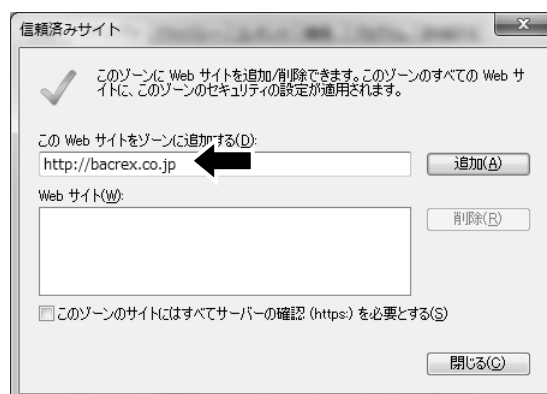 信頼済みサイト
このゾーンに Web サイトを追加/削除できます。このゾーンのすべての Web サ
イトに、このゾーンのセキュリティの設定が適用されます。
この Web サイトをゾーンに追加する(D):
http://bacrex.co.jp
追加(A)
Web サイト(W):
削除(R)
このゾーンのサイトにはすべてサーバーの確認 (https:) を必要とする(S)
閉じる(C)